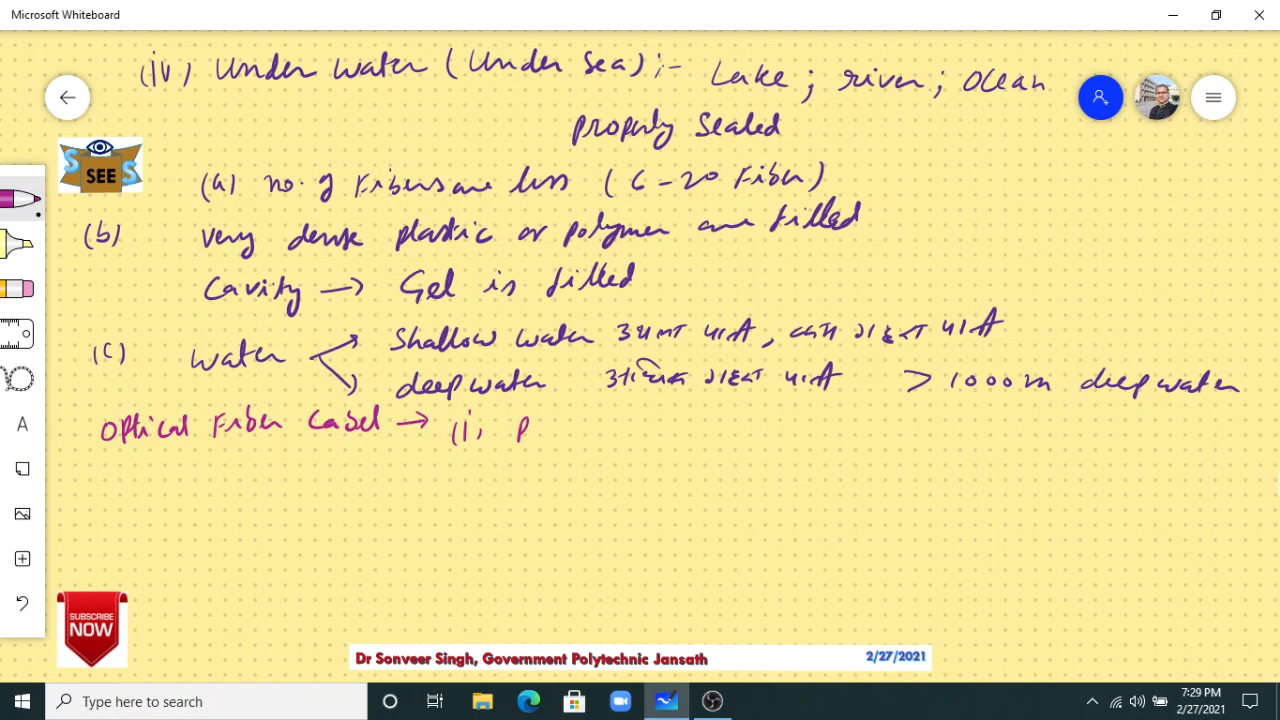 Microsoft Whiteboard
(iv) Under Water (Under Sea) :- Lake ; river ; Ocean
properly Sealed
SEE
(a) no. of Fibers are less ( 6 - 20 Fiber )
(b) very dense plastic or polymer are filled
Cavity → Gel is filled
(c) Water Shallow water उथला पानी, कम गहरा पानी
deep water अधिक गहरा पानी > 1000m deep water
Optical Fiber Cabel → (i) P
SUBSCRIBE NOW
Dr Sonveer Singh, Government Polytechnic Jansath 2/27/2021
Type here to search
7:29 PM
2/27/2021